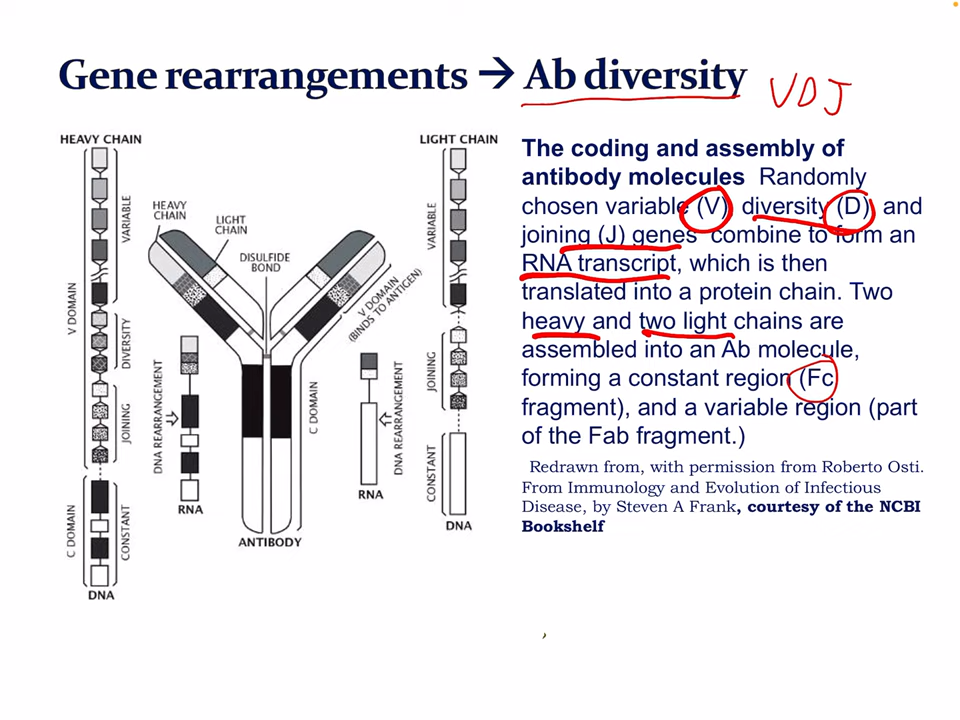 Gene rearrangements → Ab diversity
VDJ
HEAVY CHAIN
VARIABLE
V DOMAIN
DIVERSITY
JOINING
C DOMAIN
CONSTANT
DNA
HEAVY
CHAIN
LIGHT
CHAIN
DISULFIDE
BOND
V DOMAIN
(BINDS TO ANTIGEN)
DNA REARRANGEMENT
RNA
C DOMAIN
ANTIBODY
DNA REARRANGEMENT
RNA
LIGHT CHAIN
VARIABLE
JOINING
CONSTANT
DNA
The coding and assembly of
antibody molecules Randomly
chosen variable (V) diversity (D) and
joining (J) genes combine to form an
RNA transcript, which is then
translated into a protein chain. Two
heavy and two light chains are
assembled into an Ab molecule,
forming a constant region (Fc
fragment), and a variable region (part
of the Fab fragment.)
Redrawn from, with permission from Roberto Osti.
From Immunology and Evolution of Infectious
Disease, by Steven A Frank, courtesy of the NCBI
Bookshelf